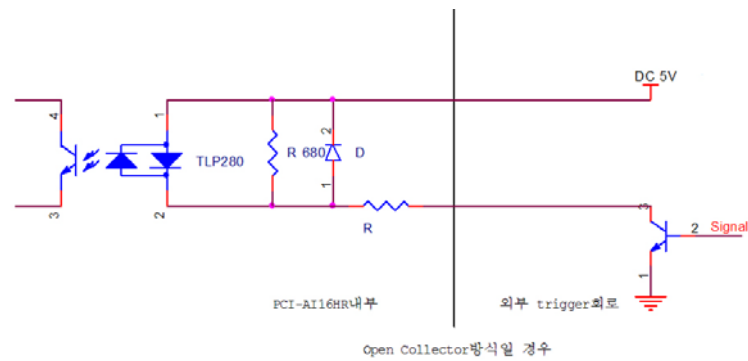 DC 5V
4
1
2
R 680
D
TLP280
3
2
1
R
3
2
Signal
1
PCI-AI16HR내부
외부 trigger회로
Open Collector방식일 경우